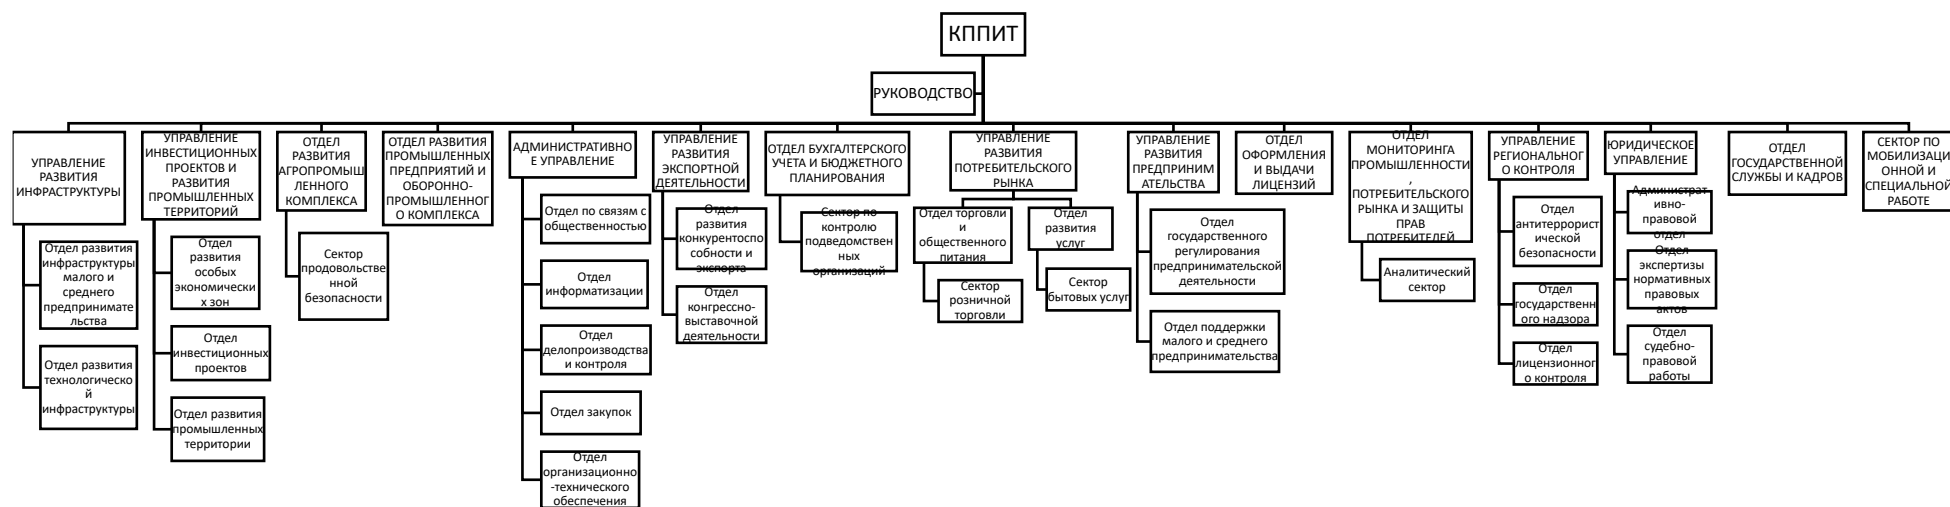 КППИТ
РУКОВОДСТВО
УПРАВЛЕНИЕ
РАЗВИТИЯ
ИНФРАСТРУКТУРЫ
Отдел развития
инфраструктуры
малого и
среднего
предпринимате
льства
Отдел развития
технологическо
й
инфраструктуры
УПРАВЛЕНИЕ
ИНВЕСТИЦИОННЫХ
ПРОЕКТОВ И
РАЗВИТИЯ
ПРОМЫШЛЕННЫХ
ТЕРРИТОРИЙ
Отдел
развития
особых
экономически
х зон
Отдел
инвестиционных
проектов
Отдел развития
промышленных
территории
ОТДЕЛ
РАЗВИТИЯ
АГРОПРОМЫШ
ЛЕННОГО
КОМПЛЕКСА
Сектор
продовольстве
нной
безопасности
ОТДЕЛ РАЗВИТИЯ
ПРОМЫШЛЕННЫХ
ПРЕДПРИЯТИЙ И
ОБОРОННО-
ПРОМЫШЛЕННОГ
О КОМПЛЕКСА
АДМИНИСТРАТИВНО
Е УПРАВЛЕНИЕ
Отдел по связям с
общественностью
Отдел
информатизации
Отдел
делопроизводства
и контроля
Отдел закупок
Отдел
организационно
-технического
обеспечения
УПРАВЛЕНИЕ
РАЗВИТИЯ
ЭКСПОРТНОЙ
ДЕЯТЕЛЬНОСТИ
Отдел
развития
конкурентоспо
собности и
экспорта
Отдел
конгрессно-
выставочной
деятельности
ОТДЕЛ БУХГАЛТЕРСКОГО
УЧЕТА И БЮДЖЕТНОГО
ПЛАНИРОВАНИЯ
Сектор по
контролю
подведомствен
ных
организаций
УПРАВЛЕНИЕ
РАЗВИТИЯ
ПОТРЕБИТЕЛЬСКОГО
РЫНКА
Отдел торговли
и
общественного
питания
Сектор
розничной
торговли
Отдел
развития
услуг
Сектор
бытовых услуг
УПРАВЛЕНИЕ
РАЗВИТИЯ
ПРЕДПРИНИМ
АТЕЛЬСТВА
Отдел
государственного
регулирования
предпринимательской
деятельности
Отдел поддержки
малого и среднего
предпринимательства
ОТДЕЛ
ОФОРМЛЕНИЯ
И ВЫДАЧИ
ЛИЦЕНЗИЙ
ОТДЕЛ
МОНИТОРИНГА
ПРОМЫШЛЕННОСТИ
,
ПОТРЕБИТЕЛЬСКОГО
РЫНКА И ЗАЩИТЫ
ПРАВ
ПОТРЕБИТЕЛЕЙ
Аналитический
сектор
УПРАВЛЕНИЕ
РЕГИОНАЛЬНОГ
О КОНТРОЛЯ
Отдел
антитеррорист
ической
безопасности
Отдел
государственн
ого надзора
Отдел
лицензионног
о контроля
ЮРИДИЧЕСКОЕ
УПРАВЛЕНИЕ
Администрат
ивно-
правовой
отдел
Отдел
экспертизы
нормативных
правовых
актов
Отдел
судебно-
правовой
работы
ОТДЕЛ
ГОСУДАРСТВЕННОЙ
СЛУЖБЫ И КАДРОВ
СЕКТОР ПО
МОБИЛИЗАЦИ
ОННОЙ И
СПЕЦИАЛЬНОЙ
РАБОТЕ